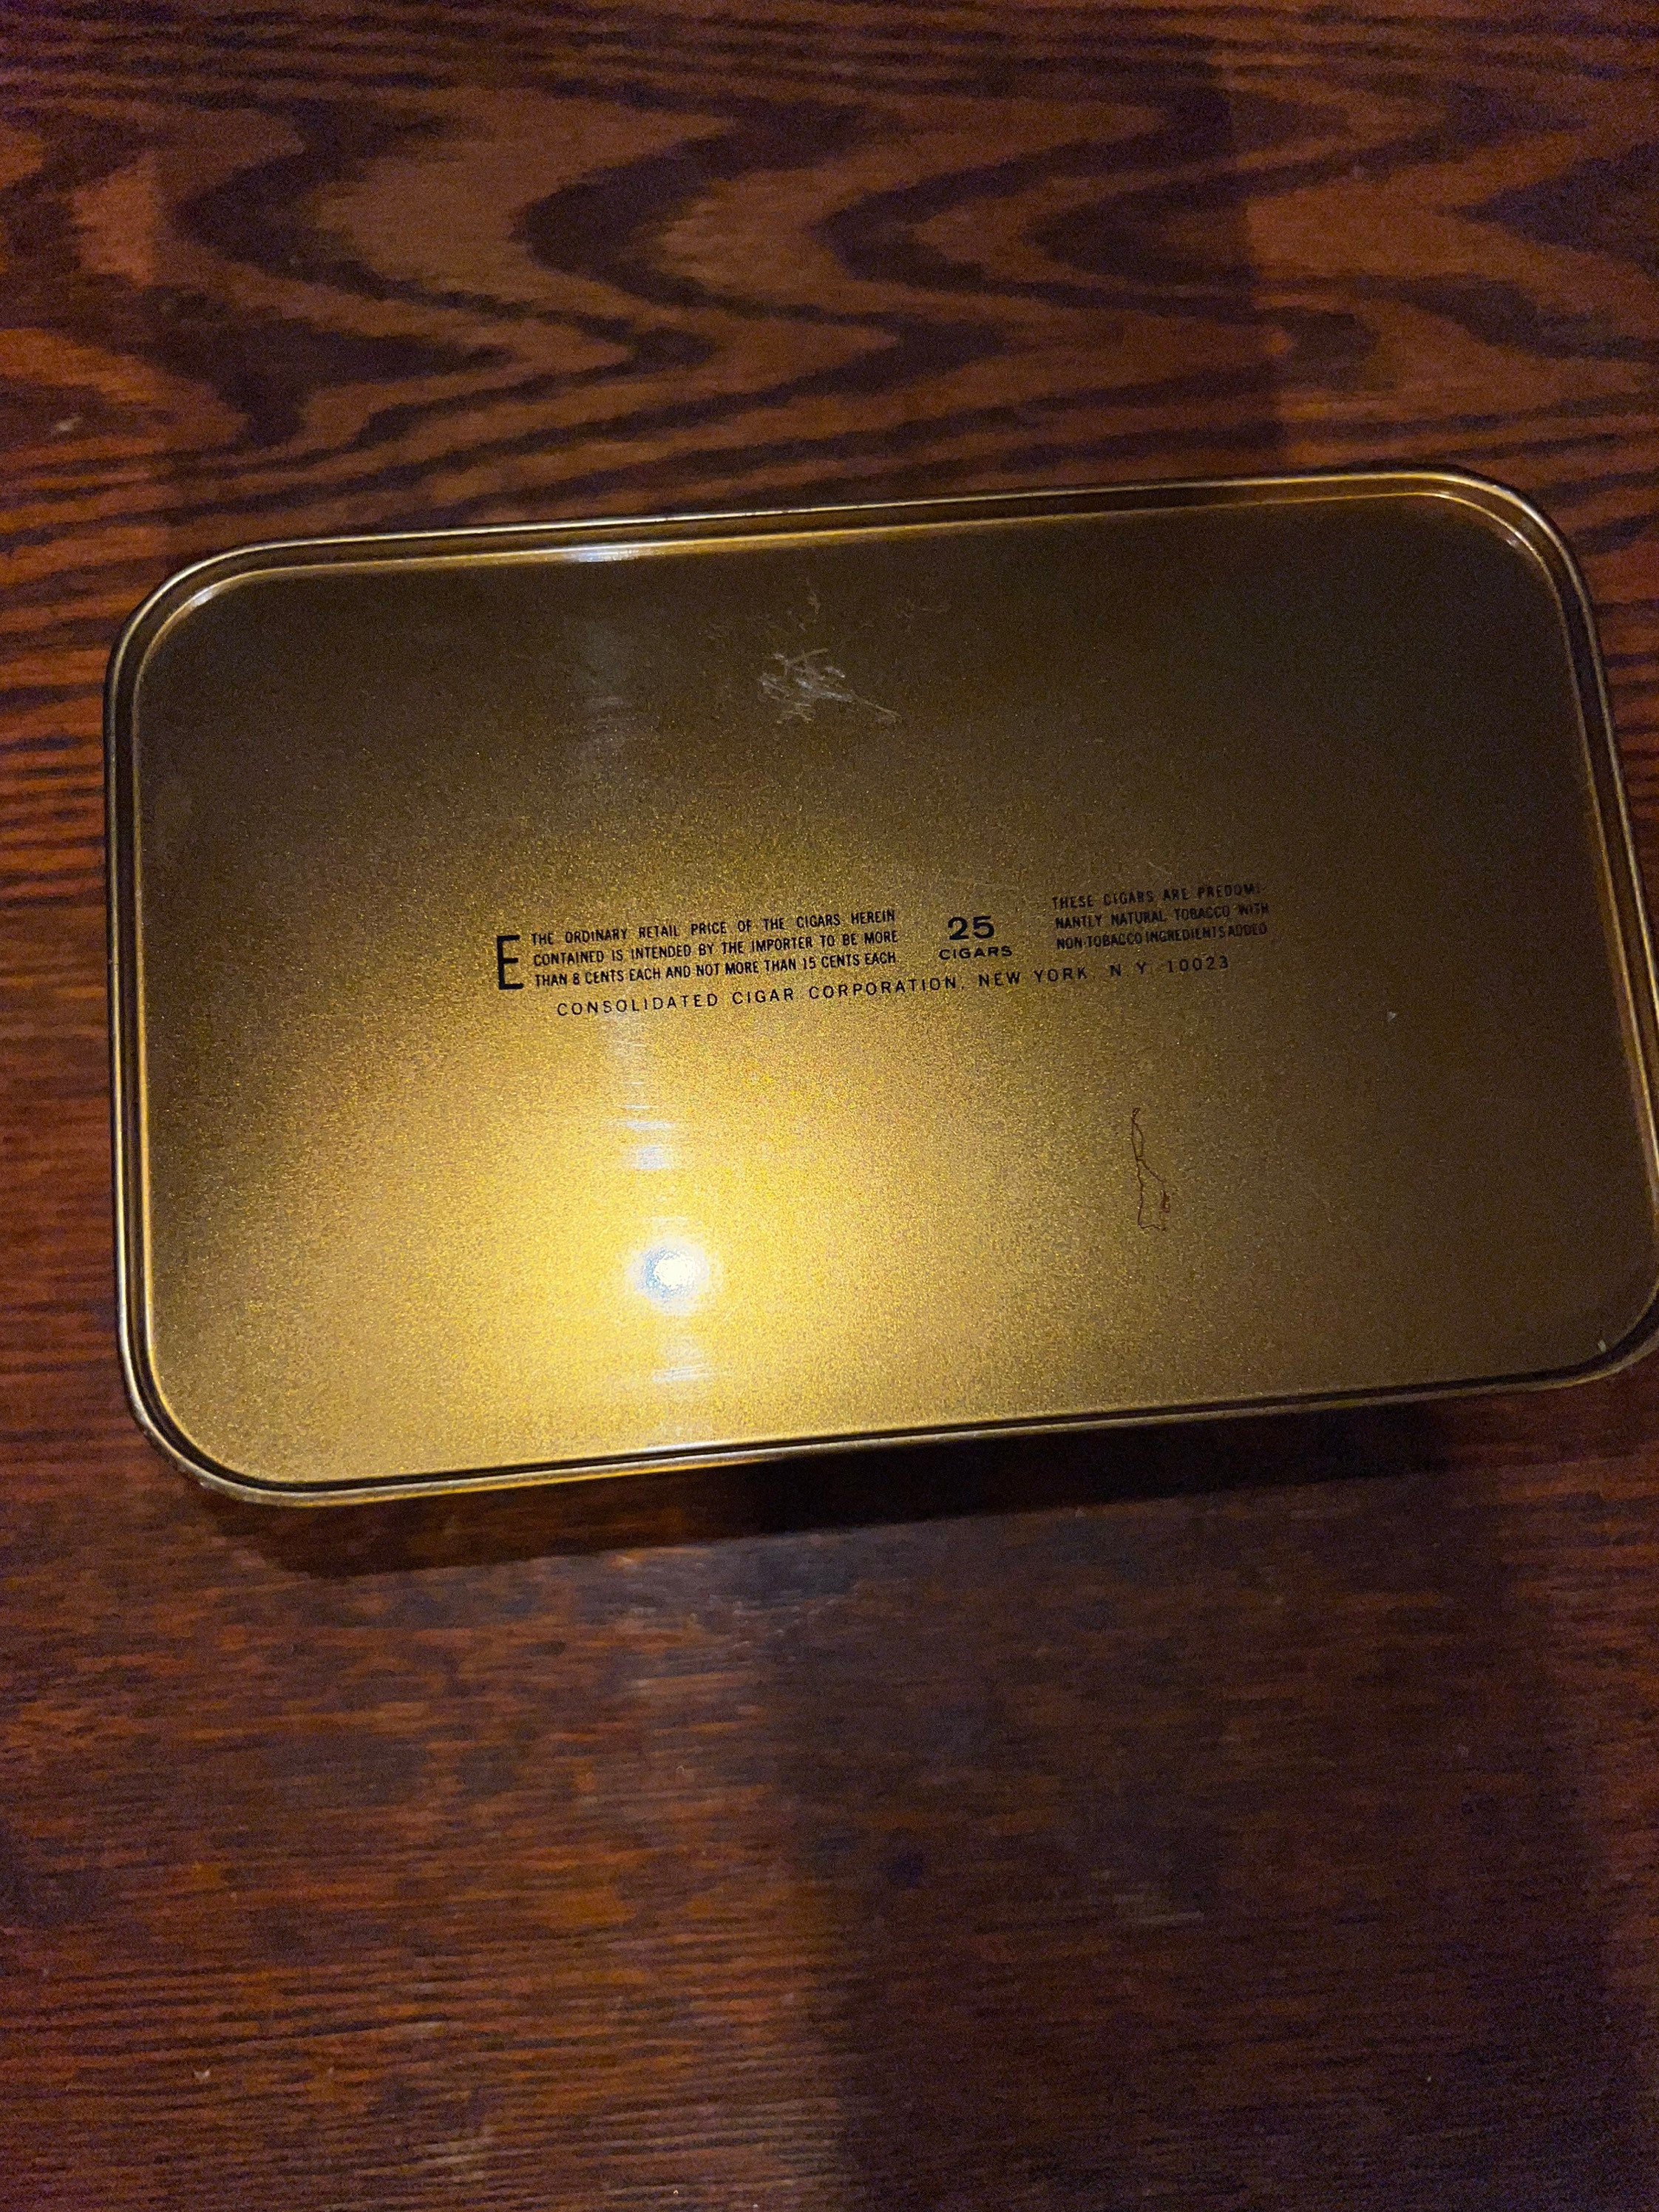 E THE ORDINARY RETAIL PRICE OF THE CIGARS HEREIN
CONTAINED IS INTENDED BY THE IMPORTER TO BE MORE
THAN 8 CENTS EACH AND NOT MORE THAN 15 CENTS EACH
25
CIGARS
THESE CIGARS ARE PREDOMI-
NANTLY NATURAL TOBACCO WITH
NON-TOBACCO INGREDIENTS ADDED
CONSOLIDATED CIGAR CORPORATION, NEW YORK, N. Y. 10023